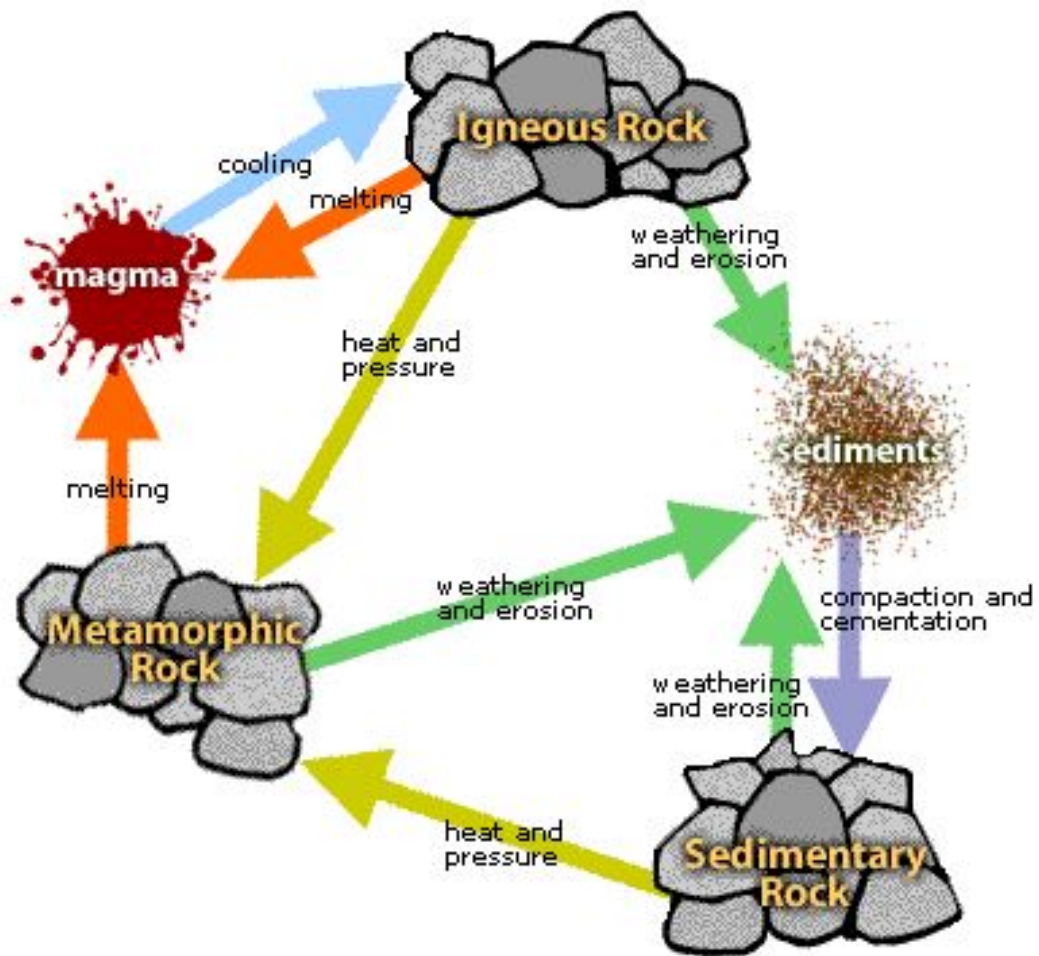 Igneous Rock
cooling
melting
weathering
and erosion
magma
heat and
pressure
sediments
melting
weathering
and erosion
compaction and
cementation
Metamorphic
Rock
weathering
and erosion
heat and
pressure
Sedimentary
Rock